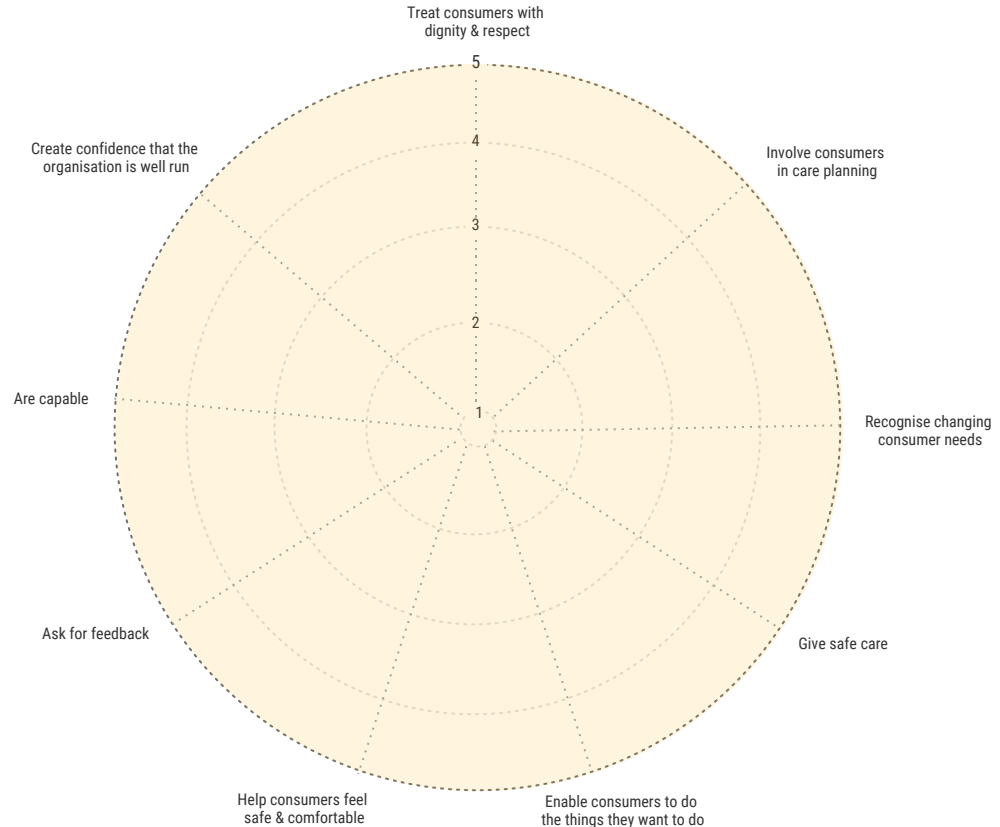 Treat consumers with
dignity & respect
5
4
3
2
1
Create confidence that the
organisation is well run
Involve consumers
in care planning
Are capable
Recognise changing
consumer needs
Ask for feedback
Give safe care
Help consumers feel
safe & comfortable
Enable consumers to do
the things they want to do